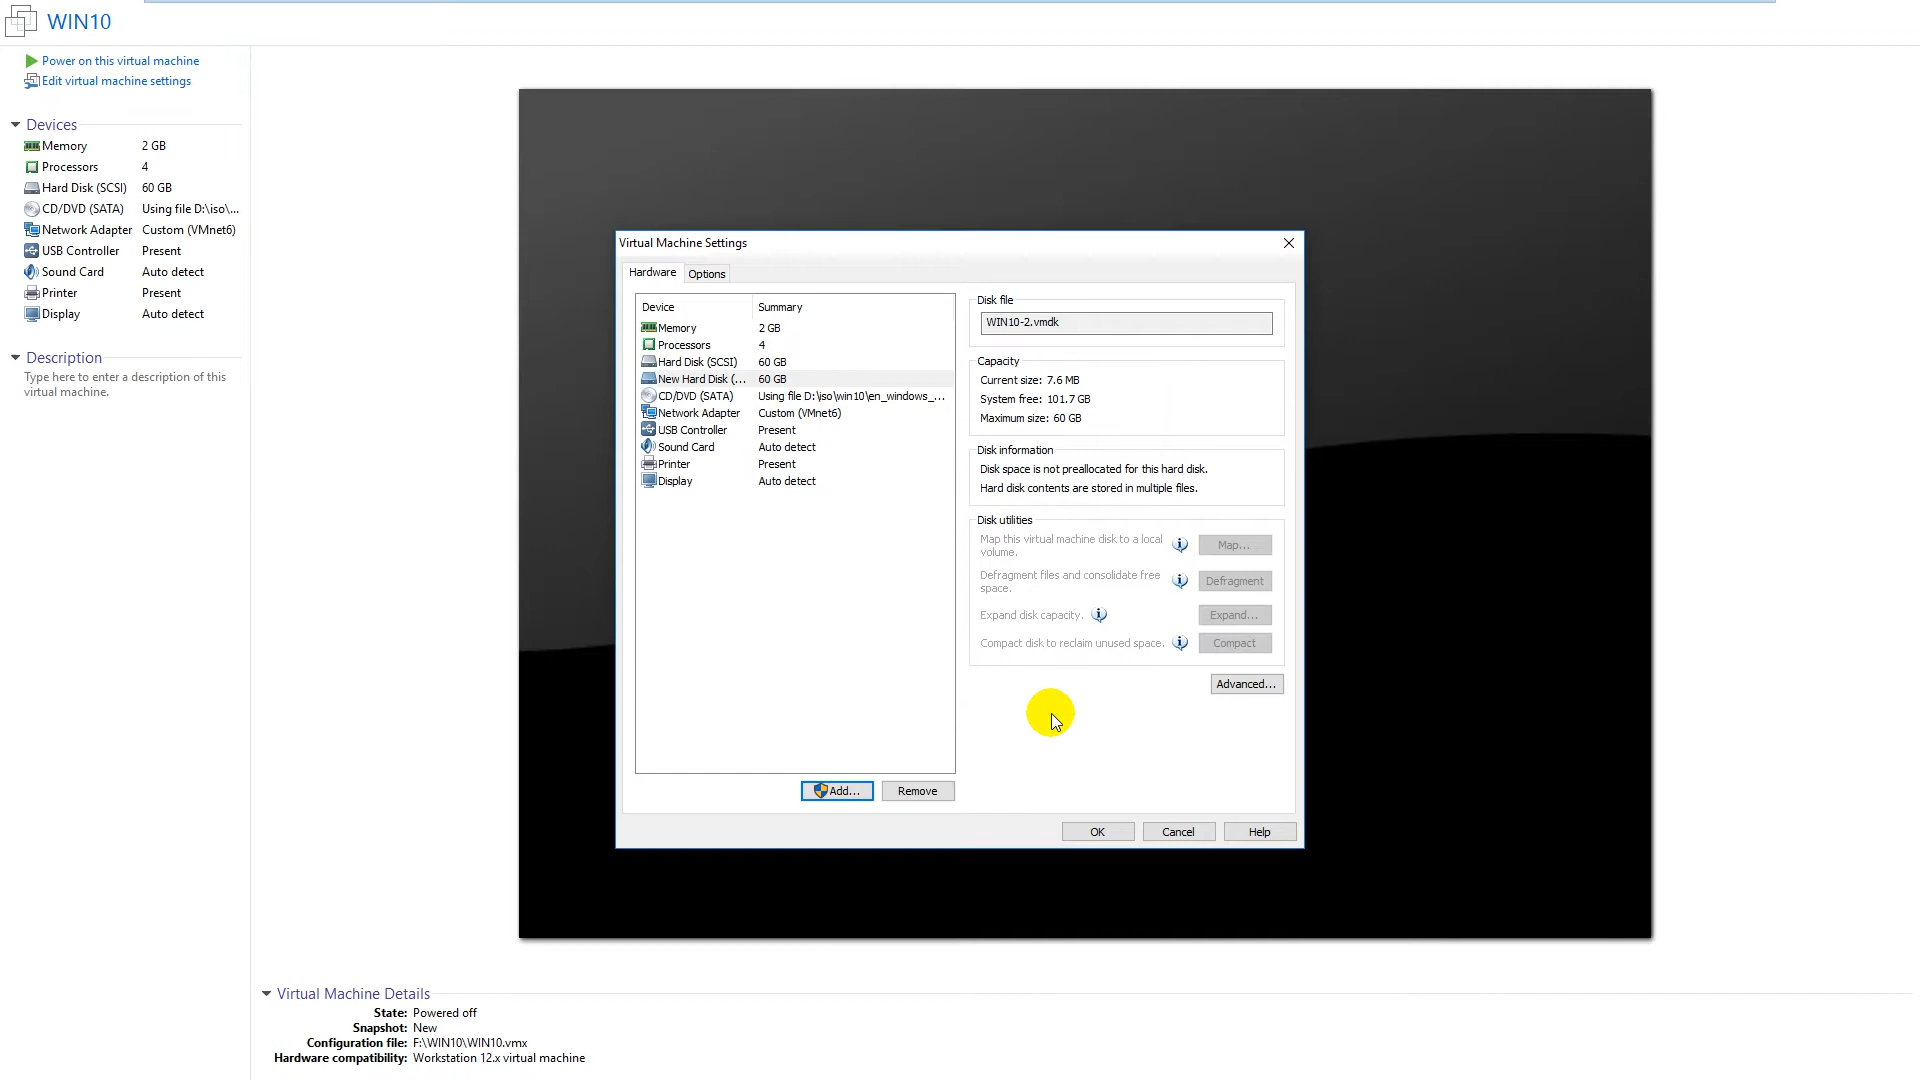 WIN10
Power on this virtual machine
Edit virtual machine settings
Devices
Memory 2 GB
Processors 4
Hard Disk (SCSI) 60 GB
CD/DVD (SATA) Using file D:\iso\...
Network Adapter Custom (VMnet6)
USB Controller Present
Sound Card Auto detect
Printer Present
Display Auto detect
Description
Type here to enter a description of this
virtual machine.
Virtual Machine Settings
Hardware Options
Device Summary
Memory 2 GB
Processors 4
Hard Disk (SCSI) 60 GB
New Hard Disk (... 60 GB
CD/DVD (SATA) Using file D:\iso\win10\en_windows_...
Network Adapter Custom (VMnet6)
USB Controller Present
Sound Card Auto detect
Printer Present
Display Auto detect
Add... Remove
Disk file
WIN10-2.vmdk
Capacity
Current size: 7.6 MB
System free: 101.7 GB
Maximum size: 60 GB
Disk information
Disk space is not preallocated for this hard disk.
Hard disk contents are stored in multiple files.
Disk utilities
Map this virtual machine disk to a local
volume.
Map...
Defragment files and consolidate free
space.
Defragment
Expand disk capacity. Expand...
Compact disk to reclaim unused space. Compact
Advanced...
OK Cancel Help
Virtual Machine Details
State: Powered off
Snapshot: New
Configuration file: F:\WIN10\WIN10.vmx
Hardware compatibility: Workstation 12.x virtual machine